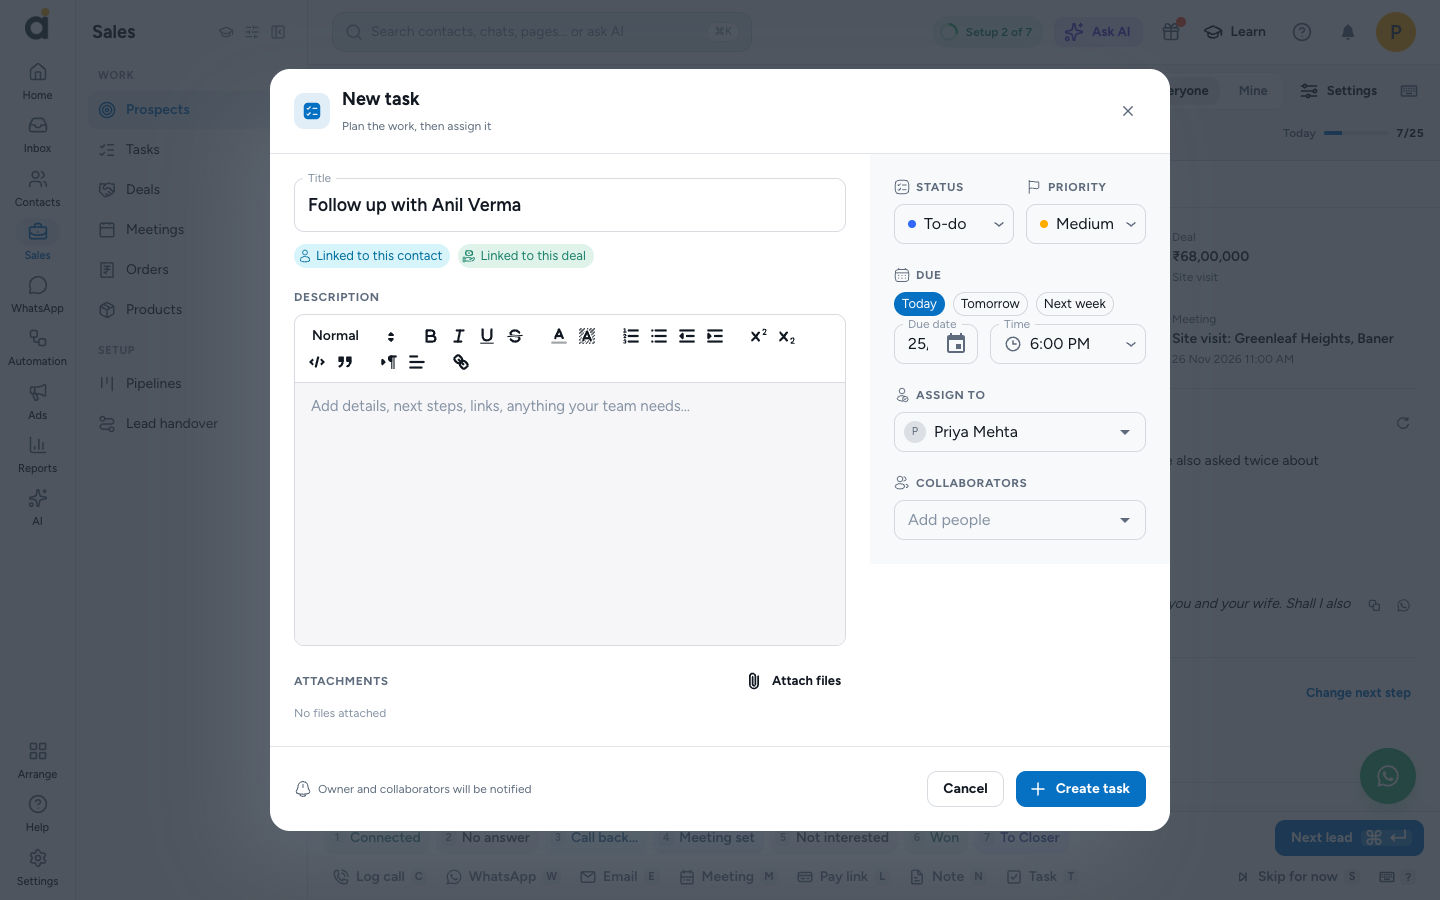 Sales
Search contacts, chats, pages... or ask AI
⌘K
Setup 2 of 7
Ask AI
Learn
P
Home
Inbox
Contacts
Sales
WhatsApp
Automation
Ads
Reports
AI
Arrange
Help
Settings
WORK
Prospects
Tasks
Deals
Meetings
Orders
Products
SETUP
Pipelines
Lead handover
eryone
Mine
Settings
Today
7/25
New task
Plan the work, then assign it
Title
Follow up with Anil Verma
Linked to this contact
Linked to this deal
DESCRIPTION
Normal
Add details, next steps, links, anything your team needs...
ATTACHMENTS
Attach files
No files attached
STATUS
PRIORITY
To-do
Medium
DUE
Today
Tomorrow
Next week
Due date
Time
25,
6:00 PM
ASSIGN TO
P
Priya Mehta
COLLABORATORS
Add people
Owner and collaborators will be notified
Cancel
Create task
Deal
₹68,00,000
Site visit
Meeting
Site visit: Greenleaf Heights, Baner
26 Nov 2026 11:00 AM
e also asked twice about
you and your wife. Shall I also
Change next step
1 Connected
2 No answer
3 Call back...
4 Meeting set
5 Not interested
6 Won
7 To Closer
Next lead
Log call C
WhatsApp W
Email E
Meeting M
Pay link L
Note N
Task T
Skip for now S
?